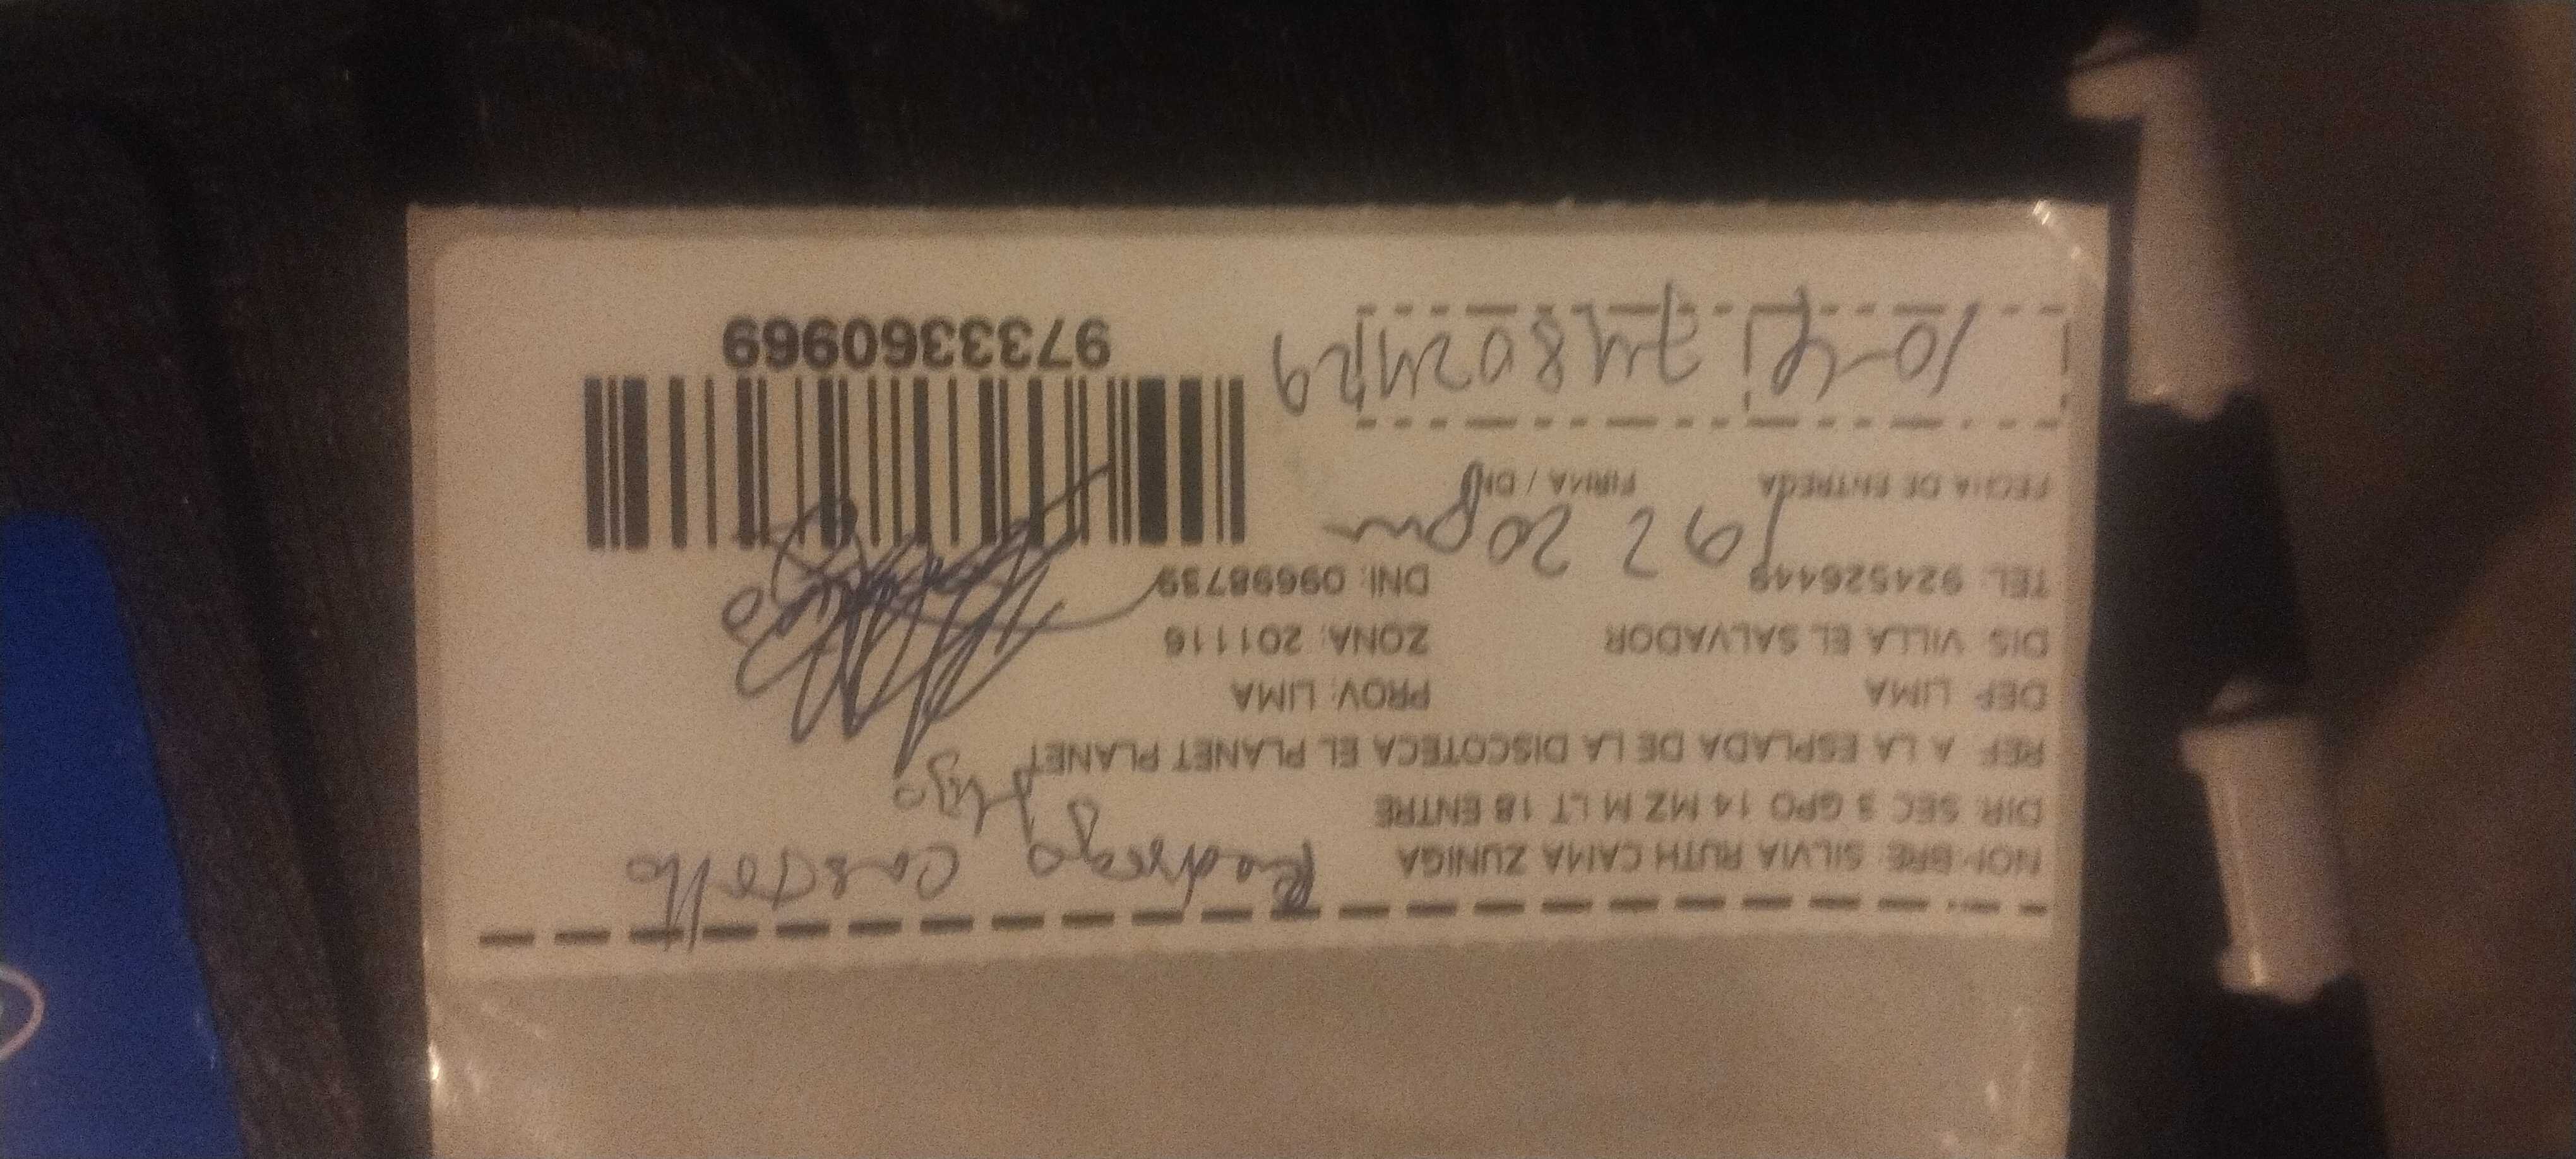 Rodrigo Castello
Hijo
NOMBRE: SILVIA RUTH CAMA ZUNIGA
DIR: SEC 3 GPO 14 MZ M LT 18 ENTRE
REF: A LA ESPLADA DE LA DISCOTECA EL PLANET PLANET
DEP: LIMA PROV: LIMA
DIS: VILLA EL SALVADOR ZONA: 201116
TEL: 924526449 DNI: 09698739
20pm
FECHA DE ENTREGA FIRMA / DNI
9733360969